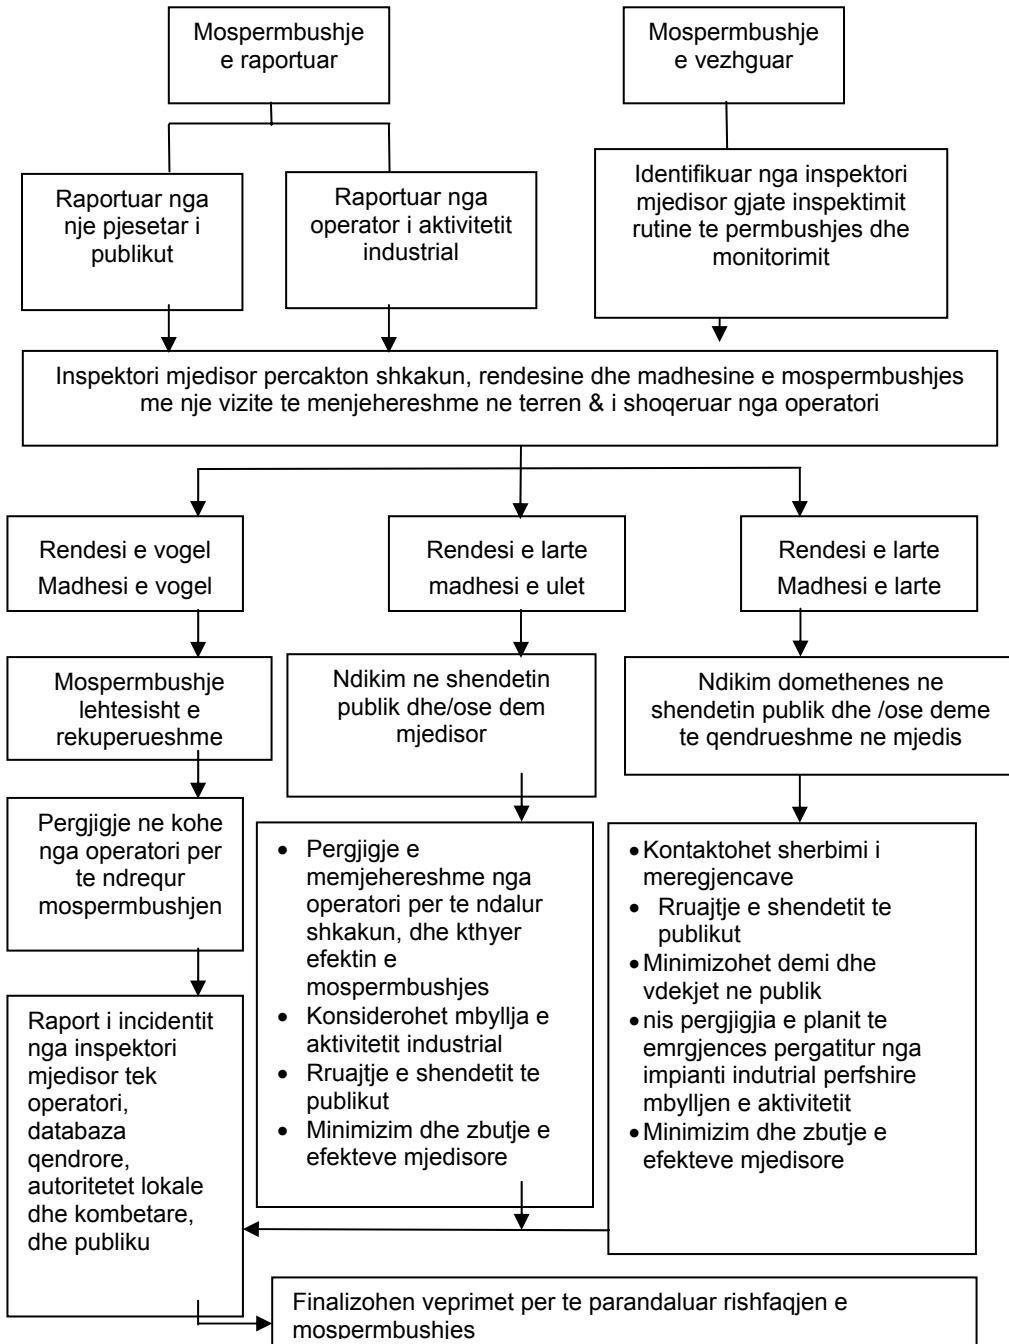 Mospermbushje
e raportuar
Mospermbushje
e vezhguar
Raportuar nga
nje pjesetar i
publikut
Raportuar nga
operator i aktivitetit
industrial
Identifikuar nga inspektori
mjedisor gjate inspektimit
rutine te permbushjes dhe
monitorimit
Inspektori mjedisor percakton shkakun, rendesine dhe madhesine e mospermbushjes
me nje vizite te menjehereshme ne terren & i shoqeruar nga operatori
Rendesi e vogel
Madhesi e vogel
Rendesi e larte
madhesi e ulet
Rendesi e larte
Madhesi e larte
Mospermbushje
lehtesisht e
rekuperueshme
Ndikim ne shendetin
publik dhe/ose dem
mjedisor
Ndikim domethenes ne
shendetin publik dhe /ose deme
te qendrueshme ne mjedis
Pergjigje ne kohe
nga operatori per
te ndrequr
mospermbushjen
• Pergjigje e
memjehereshme nga
operatori per te ndalur
shkakun, dhe kthyer
efektin e
mospermbushjes
• Konsiderohet mbyllja e
aktivitetit industrial
• Rruajtje e shendetit te
publikut
• Minimizim dhe zbutje e
efekteve mjedisore
• Kontaktohet sherbimi i
meregjencave
• Rruajtje e shendetit te
publikut
• Minimizohet demi dhe
vdekjet ne publik
• nis pergjigjia e planit te
emrgjences pergatitur nga
impianti indutrial perfshire
mbylljen e aktivitetit
• Minimizim dhe zbutje e
efekteve mjedisore
Raport i incidentit
nga inspektori
mjedisor tek
operatori,
databaza
qendrore,
autoritetet lokale
dhe kombetare,
dhe publiku
Finalizohen veprimet per te parandaluar rishfaqjen e
mospermbushjes